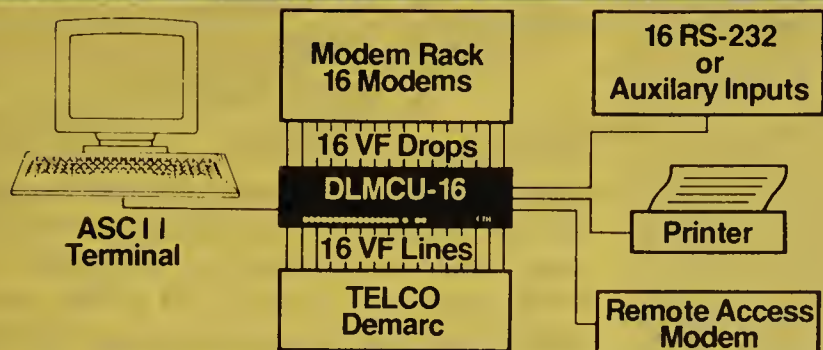 Modem Rack
16 Modems
16 RS-232
or
Auxilary Inputs
16 VF Drops
DLMCU-16
ASCII
Terminal
16 VF Lines
Printer
TELCO
Demarc
Remote Access
Modem